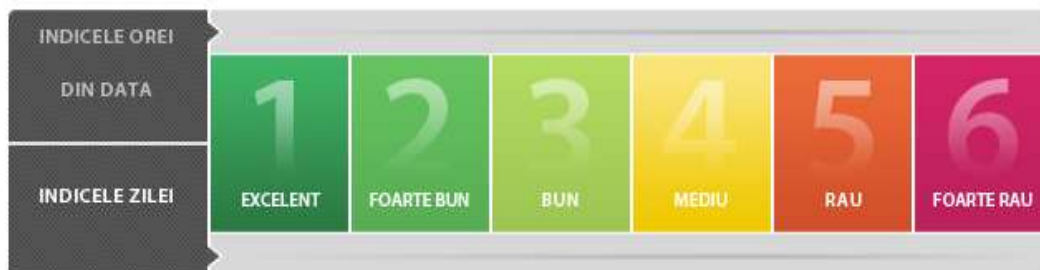 INDICELE OREI
DIN DATA
INDICELE ZILEI
1
EXCELENT
2
FOARTE BUN
3
BUN
4
MEDIU
5
RAU
6
FOARTE RAU